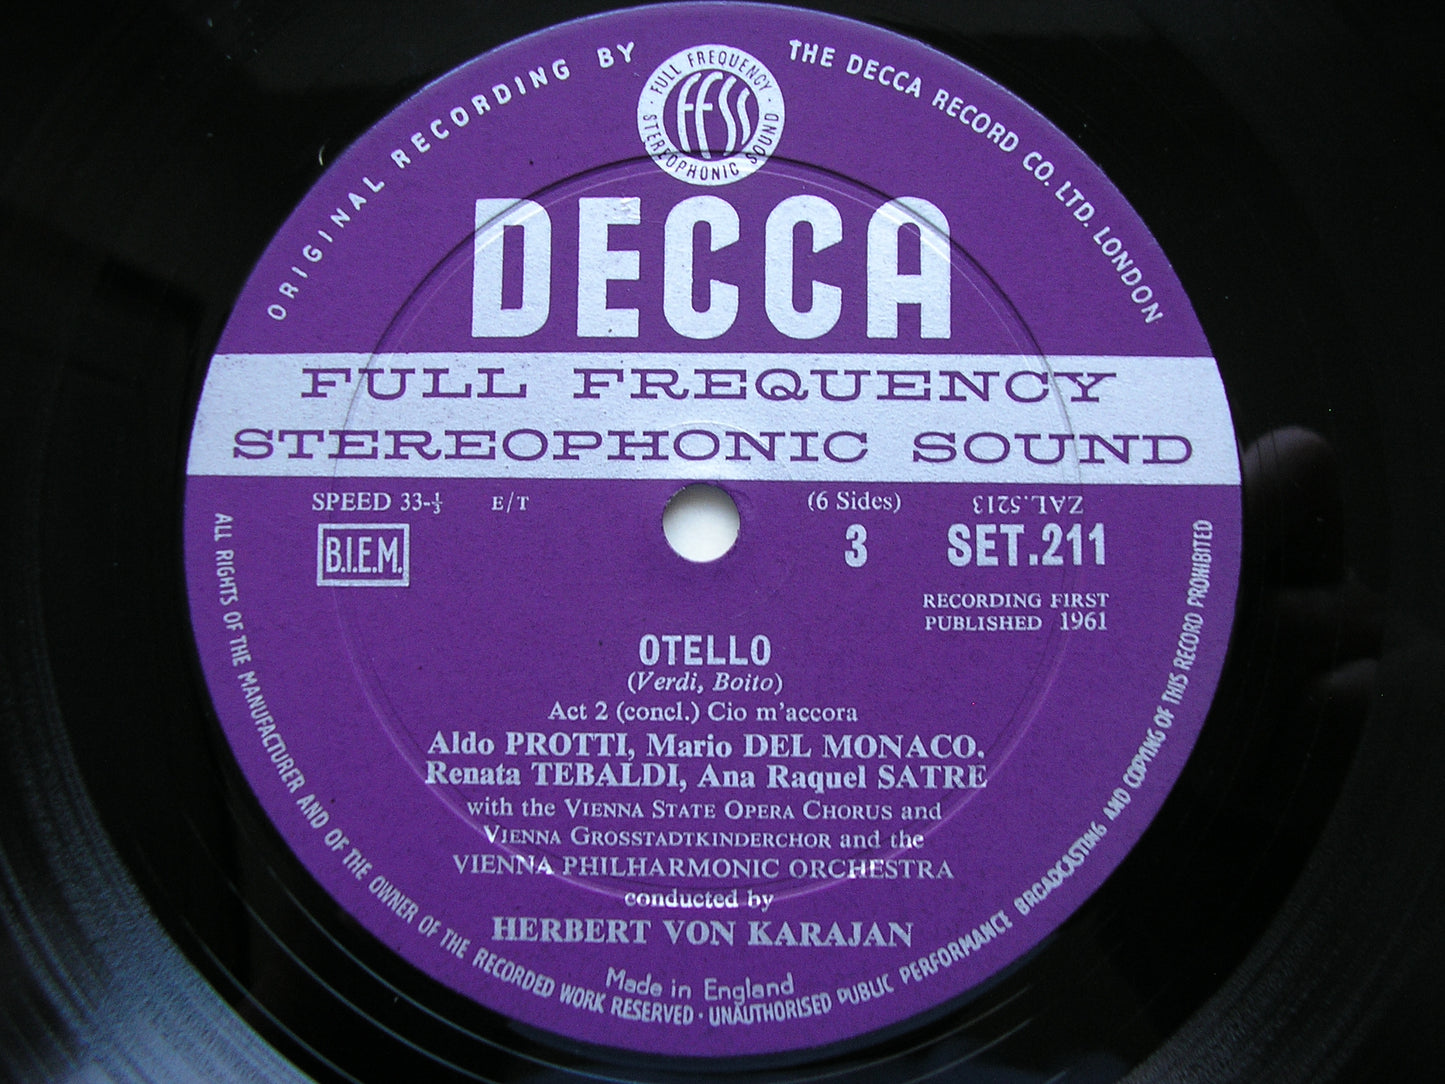 ORIGINAL RECORDING BY THE DECCA RECORD CO. LTD. LONDON
· FULL FREQUENCY · STEREOPHONIC SOUND
FFSS
DECCA
FULL FREQUENCY
STEREOPHONIC SOUND
SPEED 33-⅓ E/T (6 Sides) ZAL.5213
B.I.E.M. 3 SET.211
RECORDING FIRST
PUBLISHED 1961
OTELLO
(Verdi, Boito)
Act 2 (concl.) Cio m'accora
Aldo PROTTI, Mario DEL MONACO.
Renata TEBALDI, Ana Raquel SATRE
with the VIENNA STATE OPERA CHORUS and
VIENNA GROSSTADTKINDERCHOR and the
VIENNA PHILHARMONIC ORCHESTRA
conducted by
HERBERT VON KARAJAN
Made in England
ALL RIGHTS OF THE MANUFACTURER AND OF THE OWNER OF THE RECORDED WORK RESERVED · UNAUTHORISED PUBLIC PERFORMANCE BROADCASTING AND COPYING OF THIS RECORD PROHIBITED